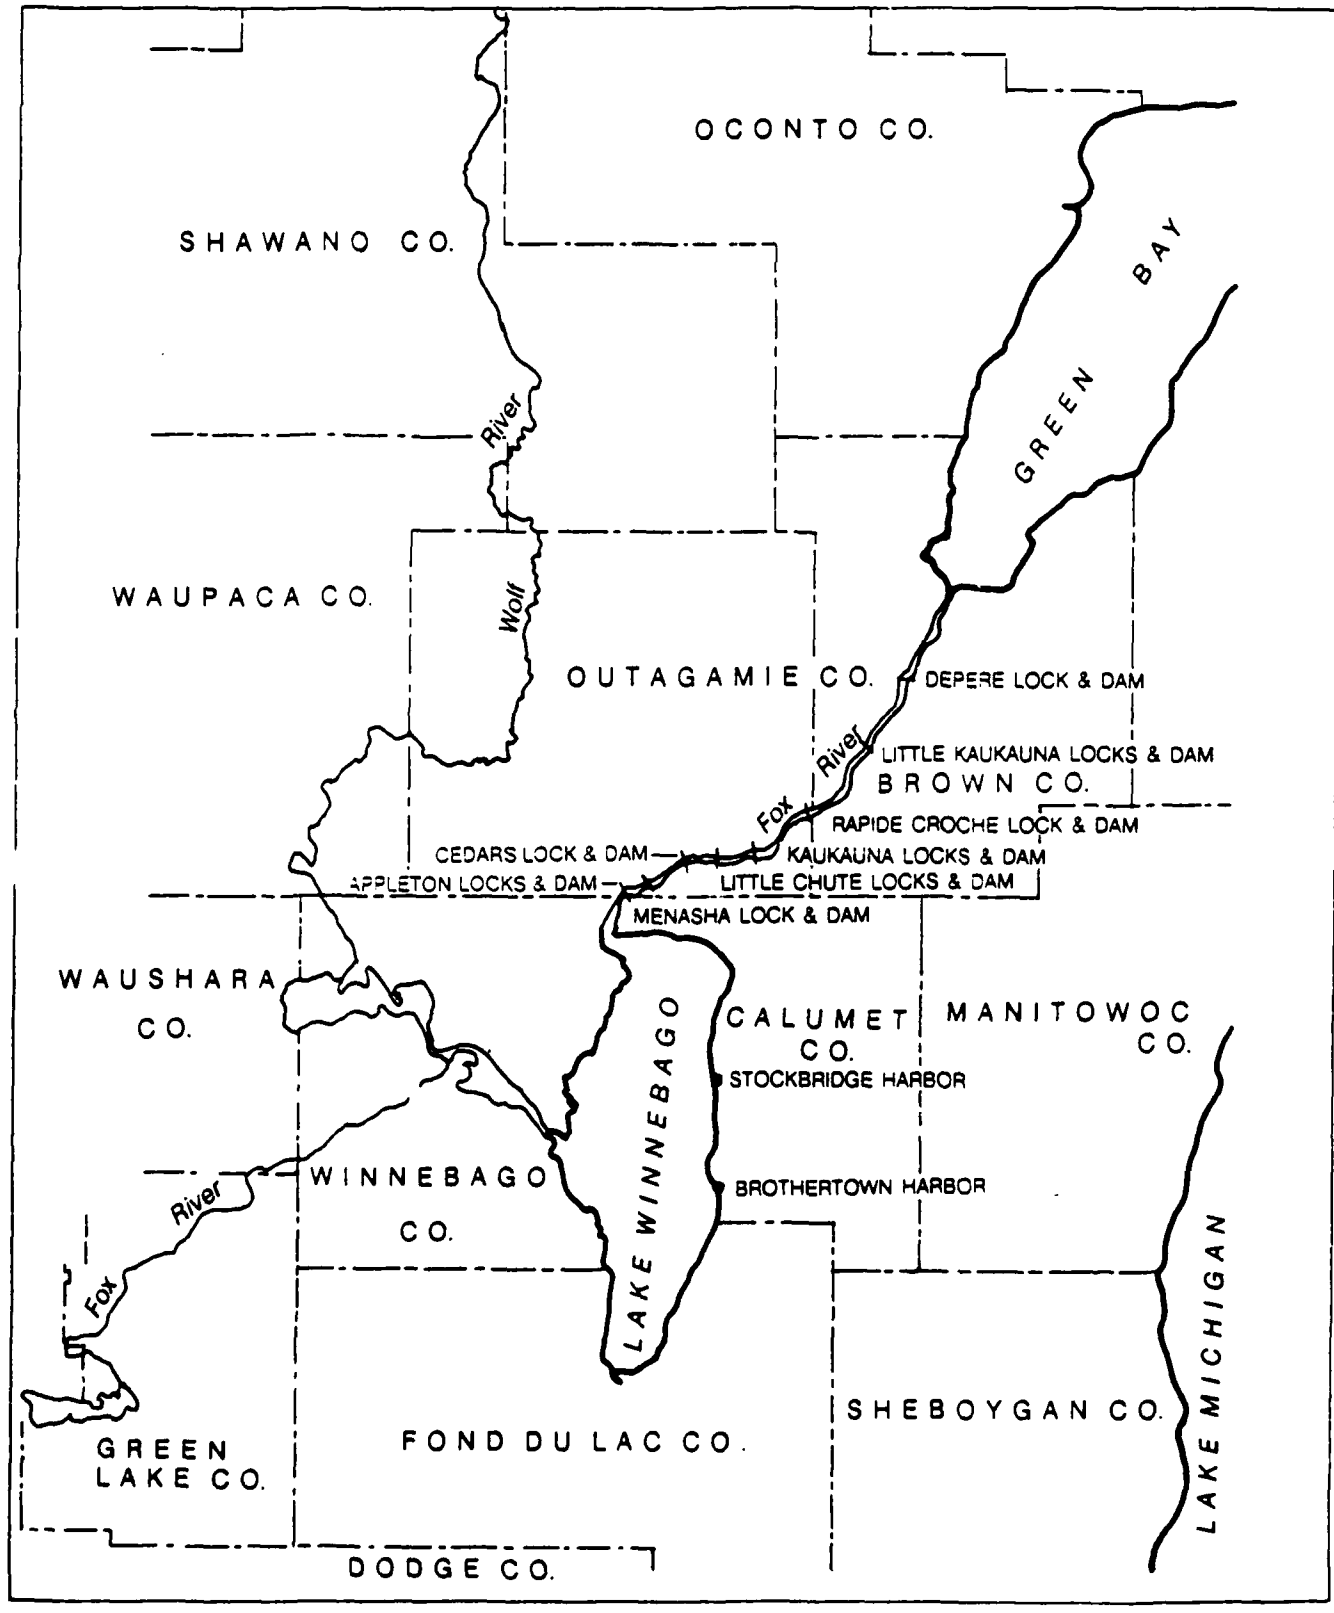 OCONTO CO.
SHAWANO CO.
GREEN BAY
River
Wolf
WAUPACA CO.
OUTAGAMIE CO.
DEPERE LOCK & DAM
River
LITTLE KAUKAUNA LOCKS & DAM
BROWN CO.
Fox
RAPIDE CROCHE LOCK & DAM
CEDARS LOCK & DAM
KAUKAUNA LOCKS & DAM
APPLETON LOCKS & DAM
LITTLE CHUTE LOCKS & DAM
MENASHA LOCK & DAM
WAUSHARA
CO.
CALUMET
CO.
MANITOWOC
CO.
STOCKBRIDGE HARBOR
LAKE WINNEBAGO
WINNEBAGO
CO.
BROTHERTOWN HARBOR
River
Fox
LAKE MICHIGAN
SHEBOYGAN CO.
FOND DU LAC CO.
GREEN
LAKE CO.
DODGE CO.